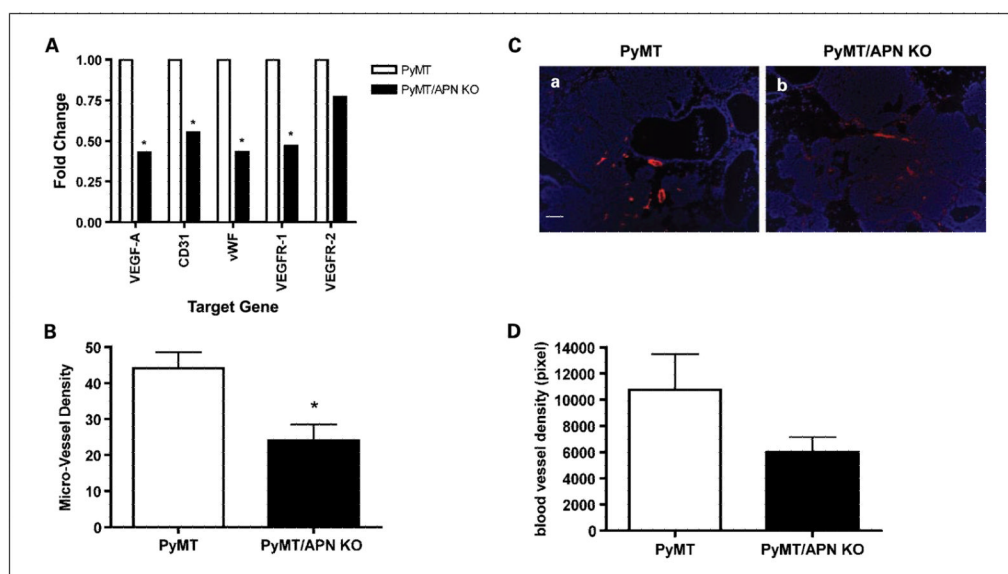 A
Fold Change
1.00
0.75
0.50
0.25
0.00
* * * *
PyMT
PyMT/APN KO
VEGF-A
CD31
vWF
VEGFR-1
VEGFR-2
Target Gene
B
Micro-Vessel Density
50
40
30
20
10
0
*
PyMT
PyMT/APN KO
C
PyMT
PyMT/APN KO
a
b
D
blood vessel density (pixel)
14000
12000
10000
8000
6000
4000
2000
0
PyMT
PyMT/APN KO